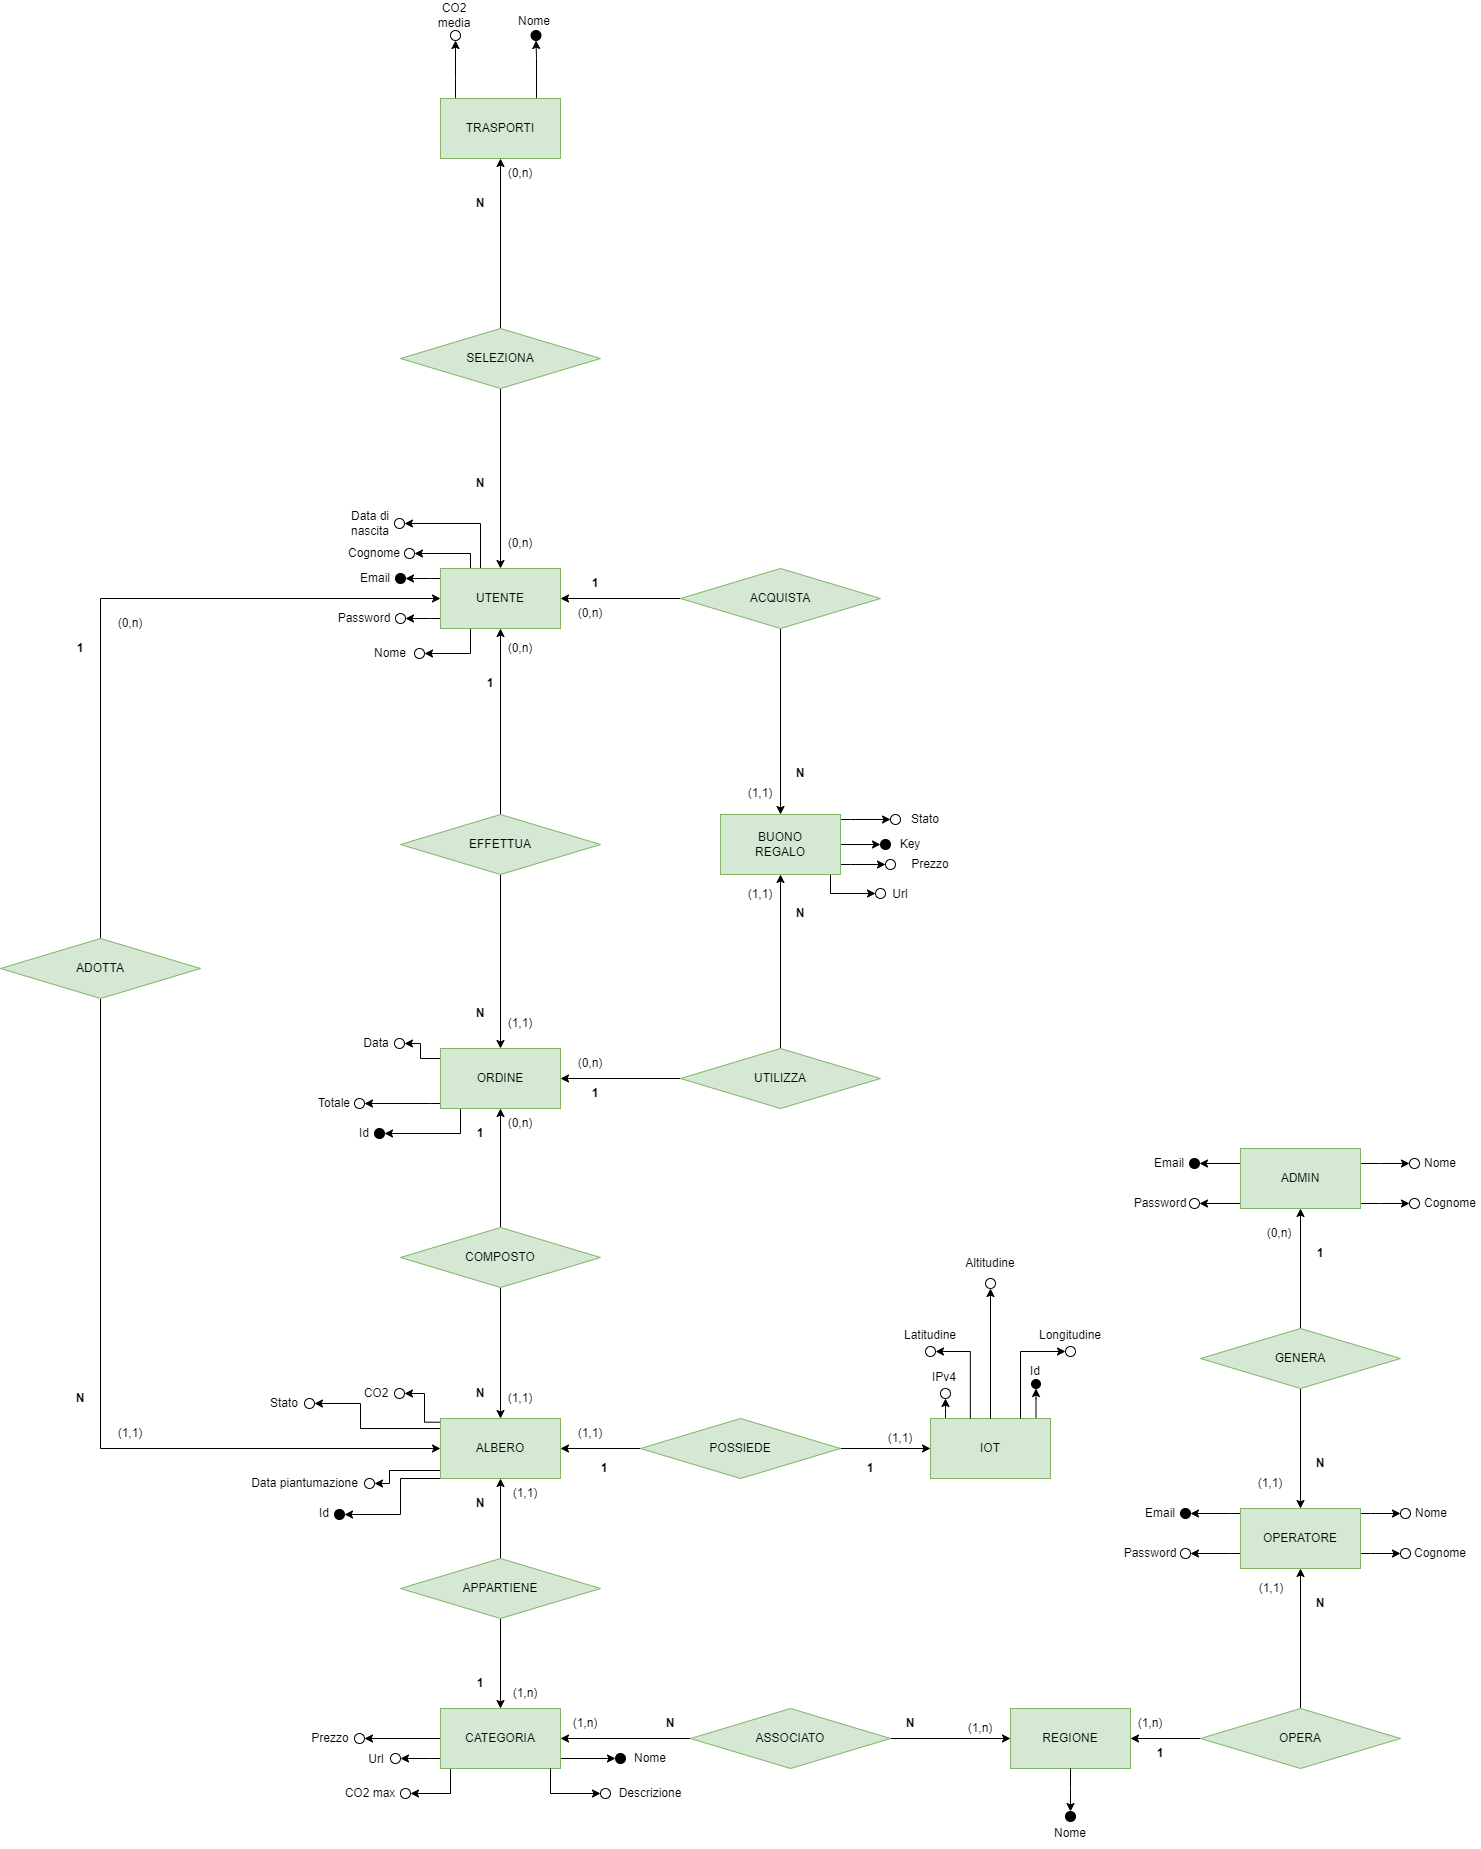 CO2
media
Nome
TRASPORTI
(0,n)
N
SELEZIONA
N
Data di
nascita
(0,n)
Cognome
Email
UTENTE
1
ACQUISTA
(0,n)
(0,n)
Password
1
Nome
(0,n)
1
N
(1,1)
Stato
BUONO
REGALO
Key
EFFETTUA
Prezzo
(1,1)
Url
N
ADOTTA
N
(1,1)
Data
(0,n)
ORDINE
UTILIZZA
1
Totale
Id
1
(0,n)
Email
Nome
ADMIN
Password
Cognome
(0,n)
1
COMPOSTO
Altitudine
Latitudine
Longitudine
GENERA
IPv4
Id
N
Stato
CO2
N
(1,1)
(1,1)
(1,1)
(1,1)
ALBERO
POSSIEDE
IOT
1
1
N
Data piantumazione
(1,1)
(1,1)
N
Id
Email
Nome
OPERATORE
Password
Cognome
APPARTIENE
(1,1)
N
1
(1,n)
(1,n)
N
N
(1,n)
(1,n)
Prezzo
CATEGORIA
ASSOCIATO
REGIONE
OPERA
1
Url
Nome
CO2 max
Descrizione
Nome